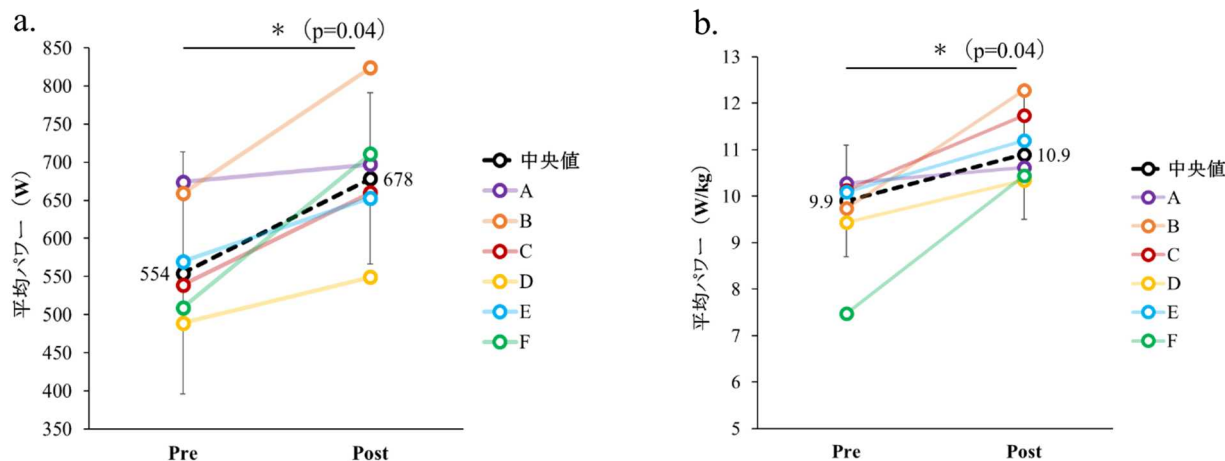 a.
* (p=0.04)
平均パワー (W)
850
800
750
700
650
600
550
500
450
400
350
554
678
Pre
Post
中央値
A
B
C
D
E
F
b.
* (p=0.04)
平均パワー (W/kg)
13
12
11
10
9
8
7
6
5
9.9
10.9
Pre
Post
中央値
A
B
C
D
E
F